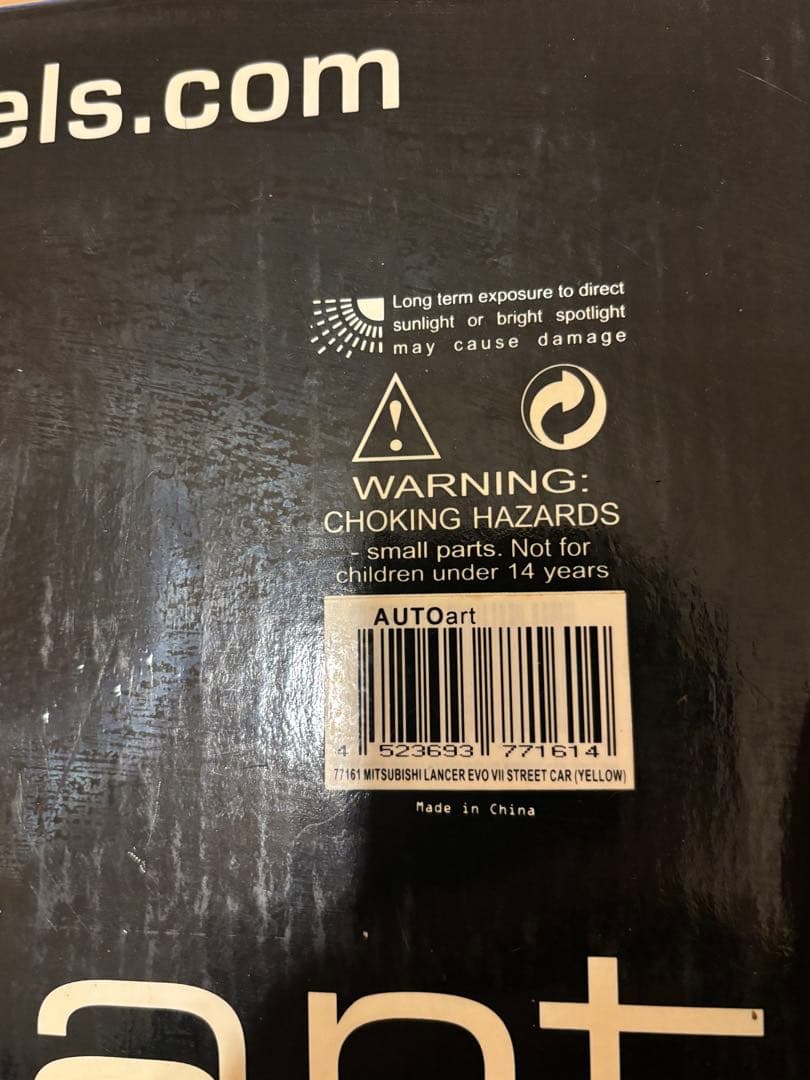 els.com
Long term exposure to direct
sunlight or bright spotlight
may cause damage
WARNING:
CHOKING HAZARDS
- small parts. Not for
children under 14 years
AUTOart
4 523693 771614
77161 MITSUBISHI LANCER EVO VII STREET CAR (YELLOW)
Made in China
art